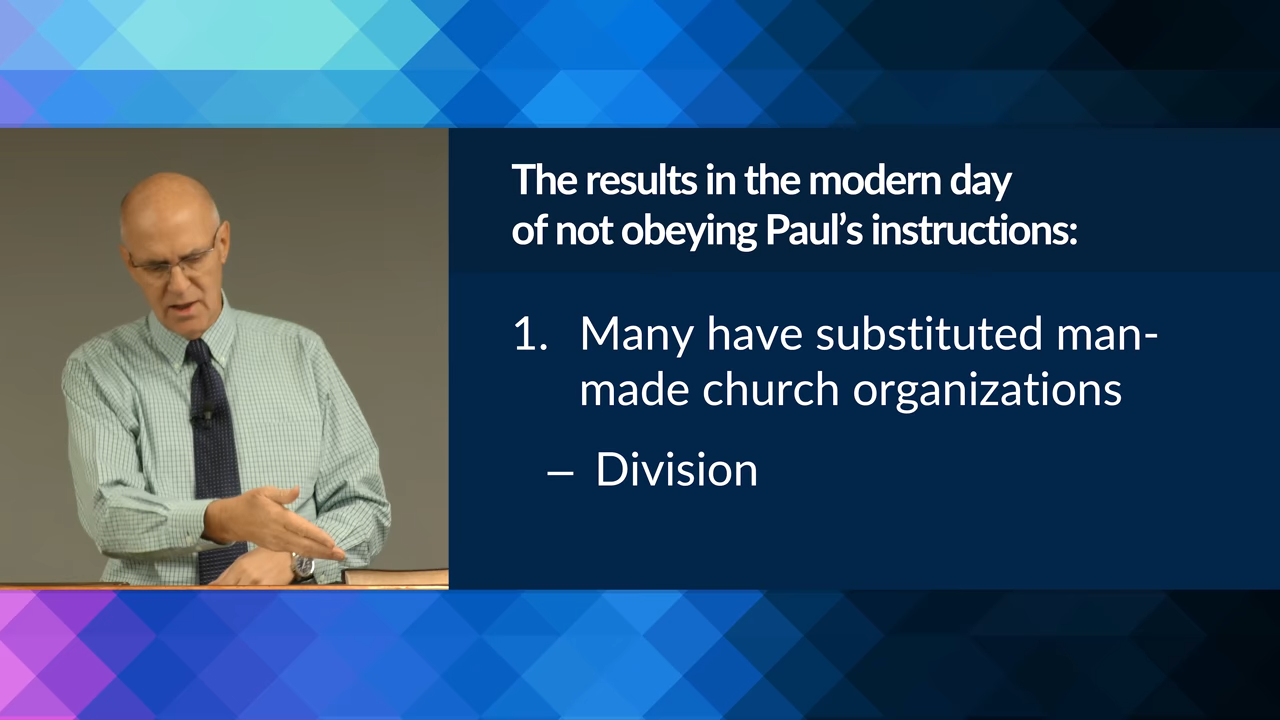 The results in the modern day
of not obeying Paul’s instructions:
1. Many have substituted man-
made church organizations
– Division